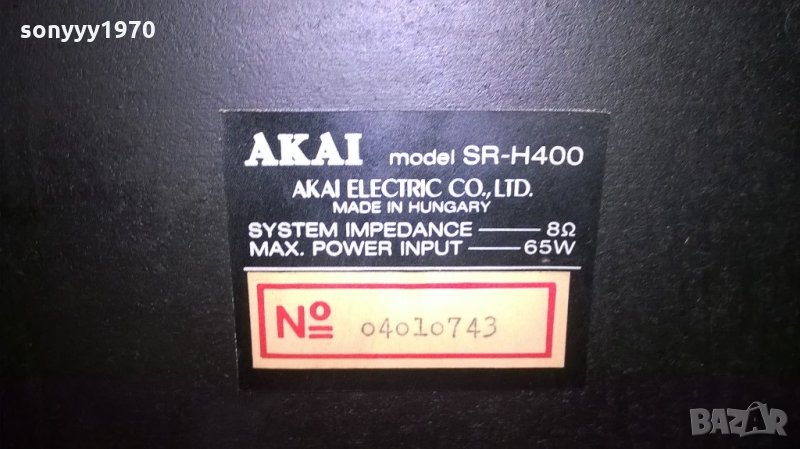 sonyyy1970
AKAI model SR-H400
AKAI ELECTRIC CO., LTD.
MADE IN HUNGARY
SYSTEM IMPEDANCE — 8Ω
MAX. POWER INPUT — 65W
Nº 04010743
BAZAR